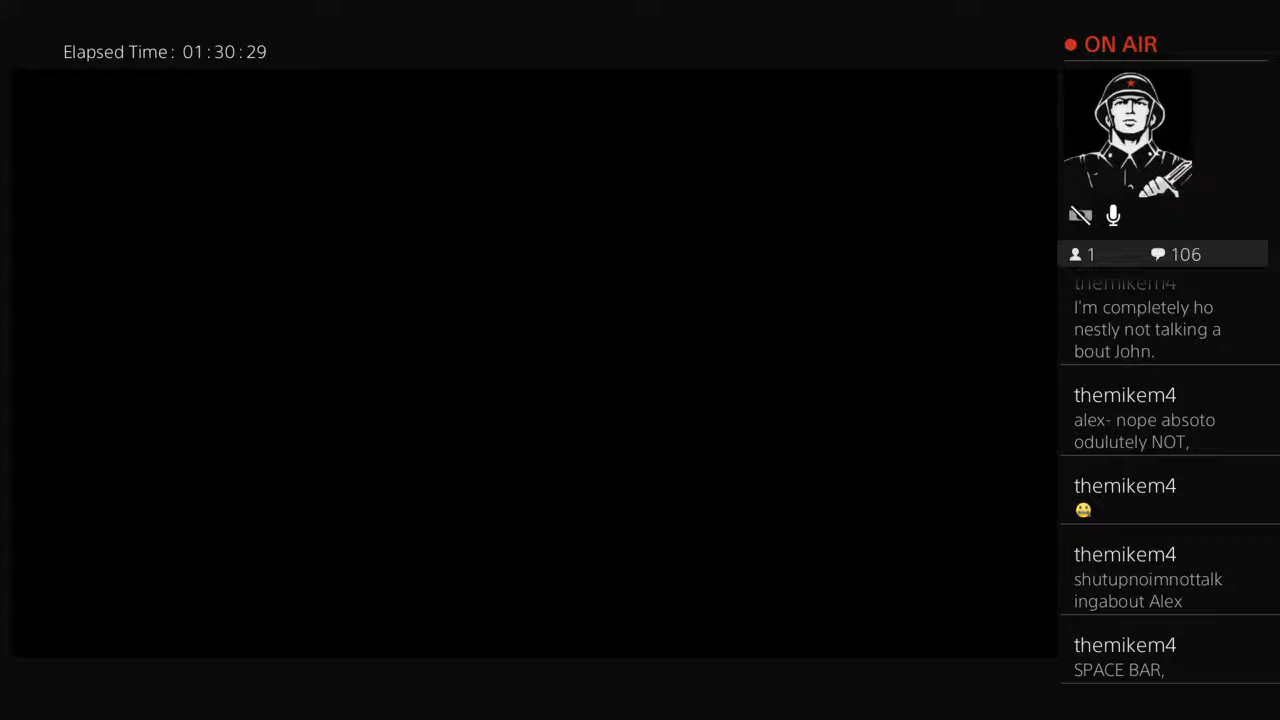 Elapsed Time: 01:30:29
ON AIR
1 106
themikem4
I'm completely ho
nestly not talking a
bout John.
themikem4
alex- nope absoto
odulutely NOT,
themikem4
themikem4
shutupnoimnottalk
ingabout Alex
themikem4
SPACE BAR,